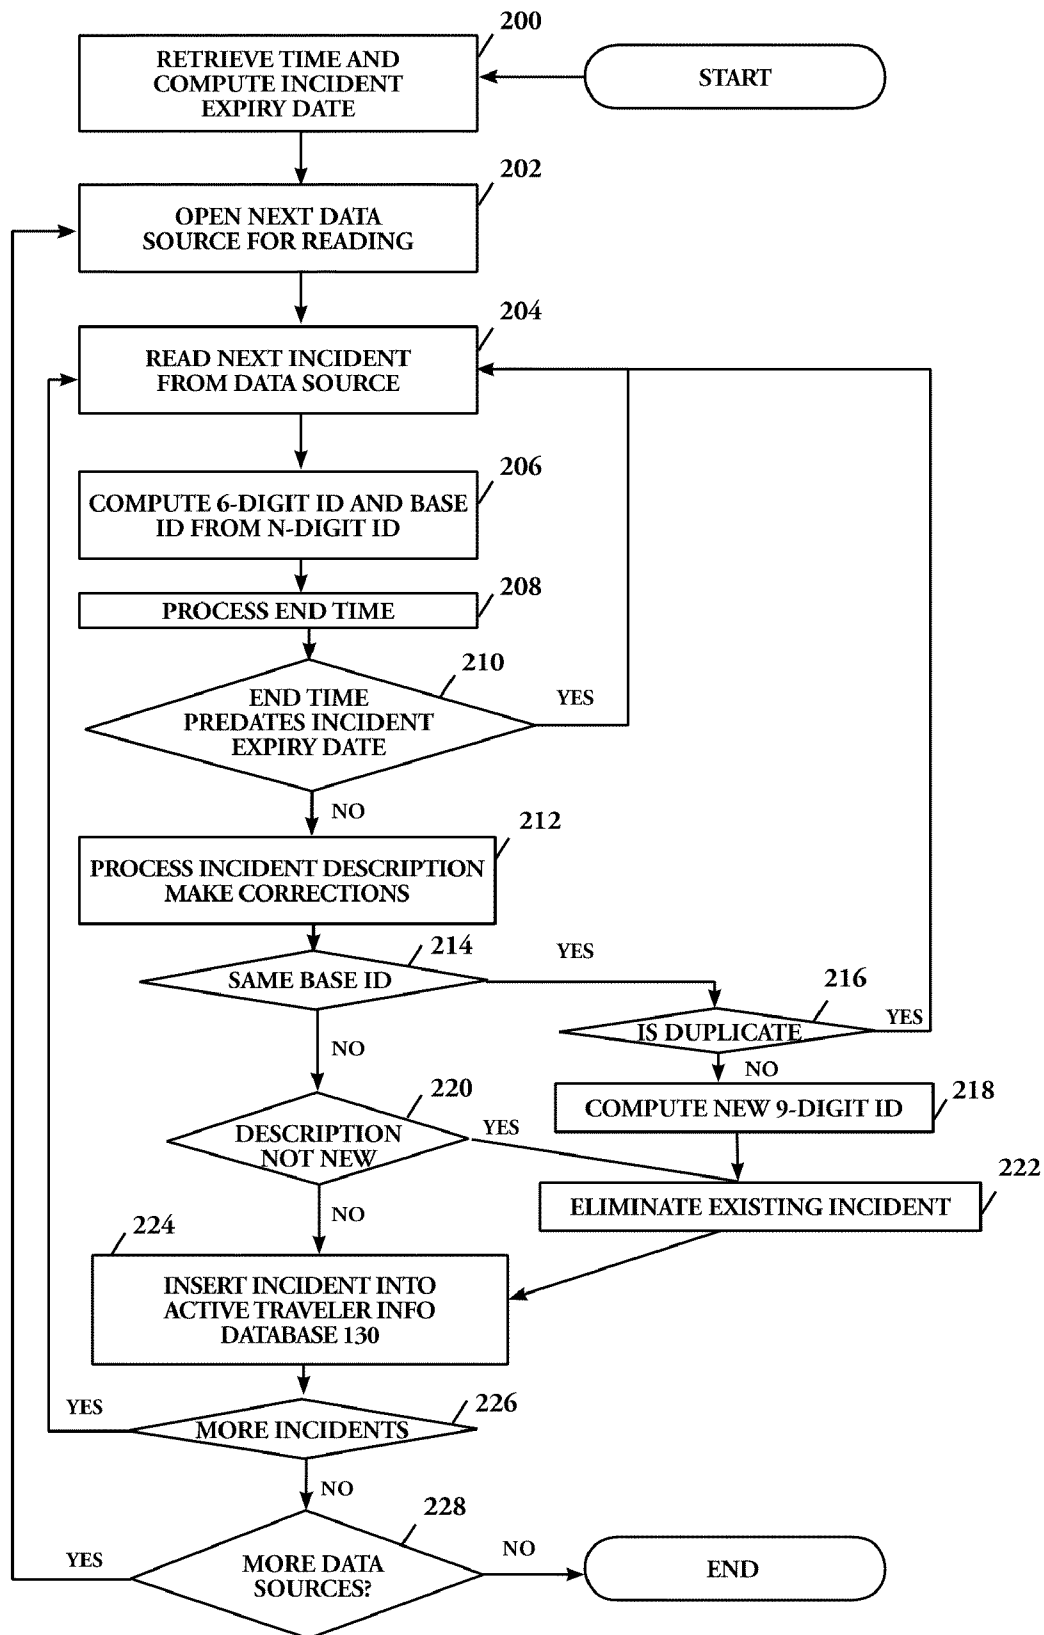 200
RETRIEVE TIME AND
COMPUTE INCIDENT
EXPIRY DATE
START
202
OPEN NEXT DATA
SOURCE FOR READING
204
READ NEXT INCIDENT
FROM DATA SOURCE
206
COMPUTE 6-DIGIT ID AND BASE
ID FROM N-DIGIT ID
208
PROCESS END TIME
210
END TIME
PREDATES INCIDENT
EXPIRY DATE
YES
NO
212
PROCESS INCIDENT DESCRIPTION
MAKE CORRECTIONS
214
SAME BASE ID
YES
216
IS DUPLICATE
YES
NO
NO
218
COMPUTE NEW 9-DIGIT ID
220
DESCRIPTION
NOT NEW
YES
222
ELIMINATE EXISTING INCIDENT
NO
224
INSERT INCIDENT INTO
ACTIVE TRAVELER INFO
DATABASE 130
226
MORE INCIDENTS
YES
NO
228
MORE DATA
SOURCES?
YES
NO
END